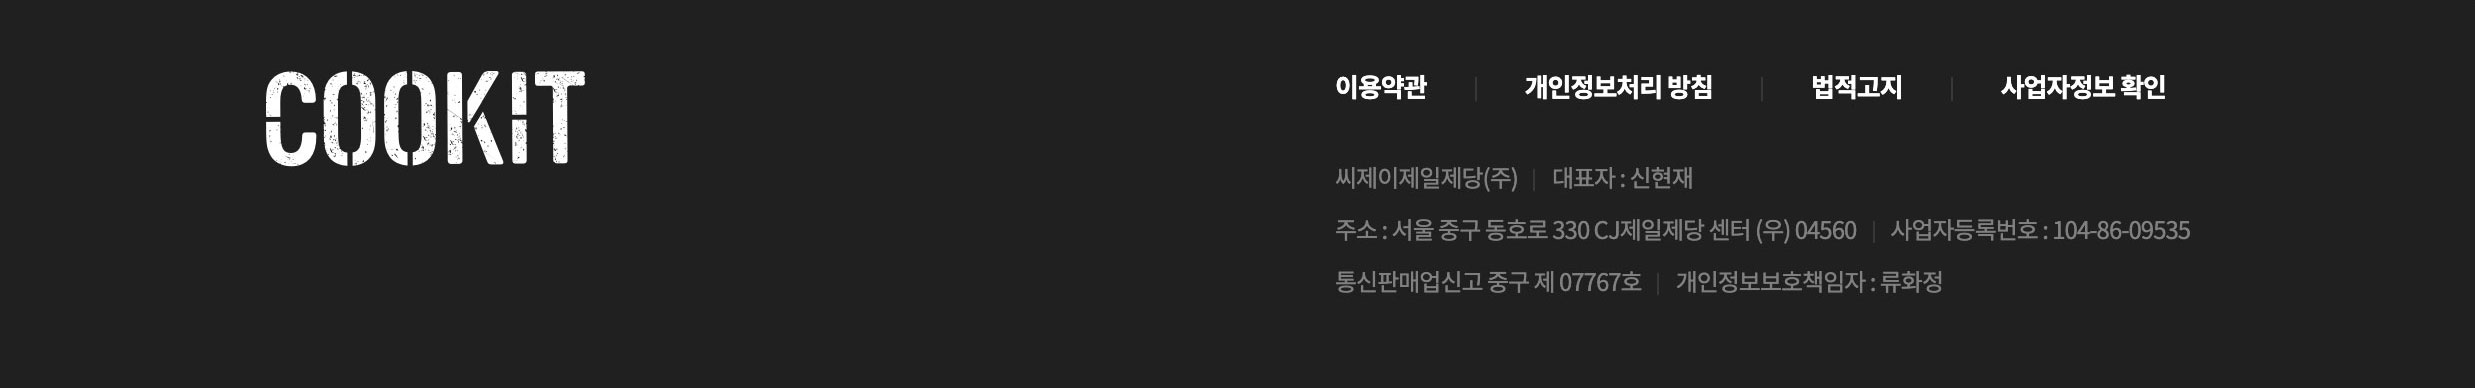 COOKIT
이용약관 | 개인정보처리 방침 | 법적고지 | 사업자정보 확인
씨제이제일제당(주) | 대표자 : 신현재
주소 : 서울 중구 동호로 330 CJ제일제당 센터 (우) 04560 | 사업자등록번호 : 104-86-09535
통신판매업신고 중구 제 07767호 | 개인정보보호책임자 : 류화정